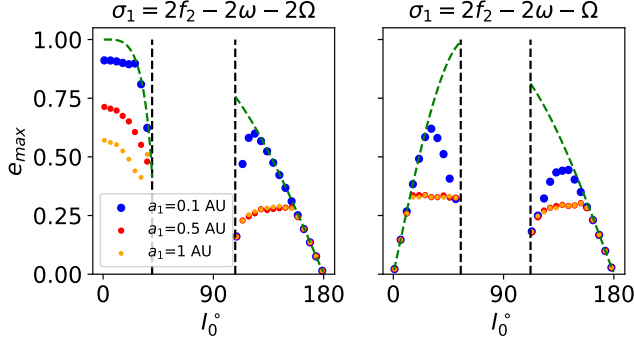 σ₁ = 2f₂ − 2ω − 2Ω
σ₁ = 2f₂ − 2ω − Ω
1.00
0.75
0.50
0.25
0.00
e_max
a₁=0.1 AU
a₁=0.5 AU
a₁=1 AU
0 90 180
0 90 180
I₀°
I₀°